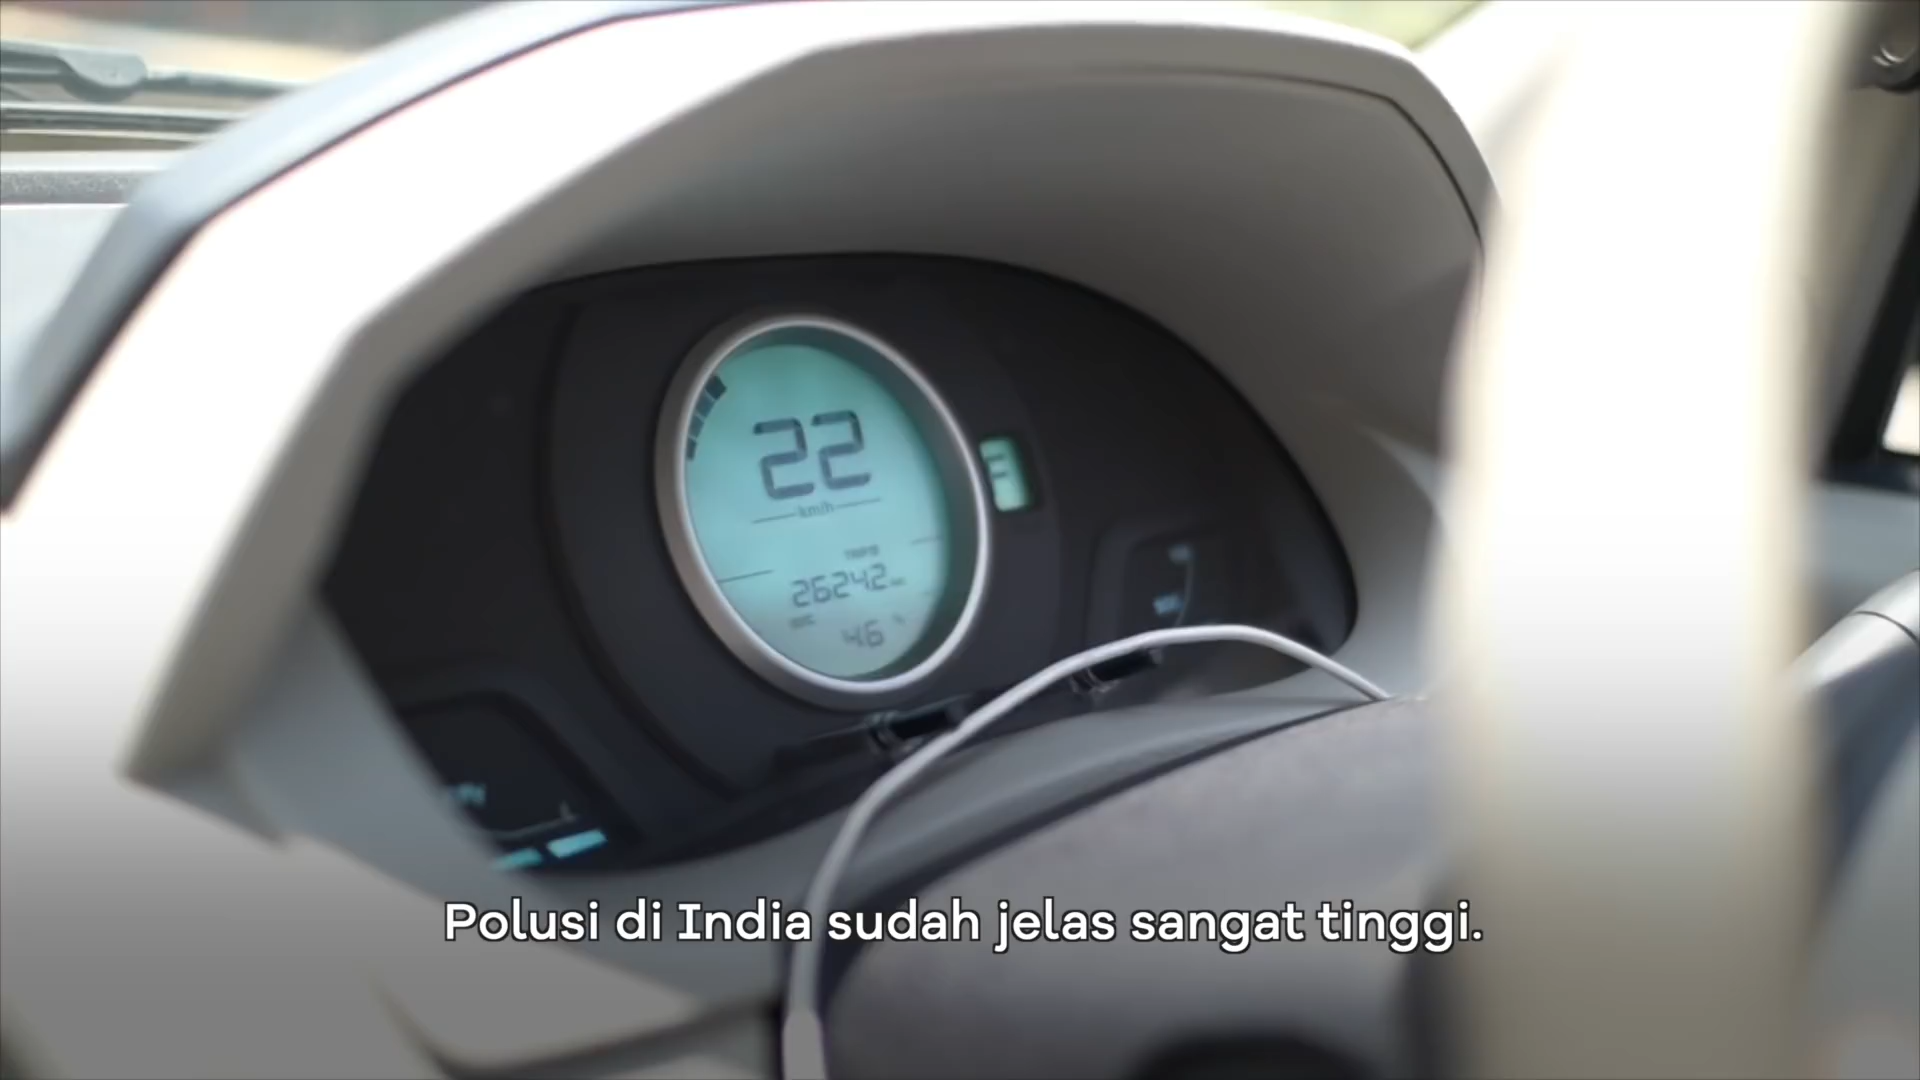 22
km/h
F
26242
46
Polusi di India sudah jelas sangat tinggi.